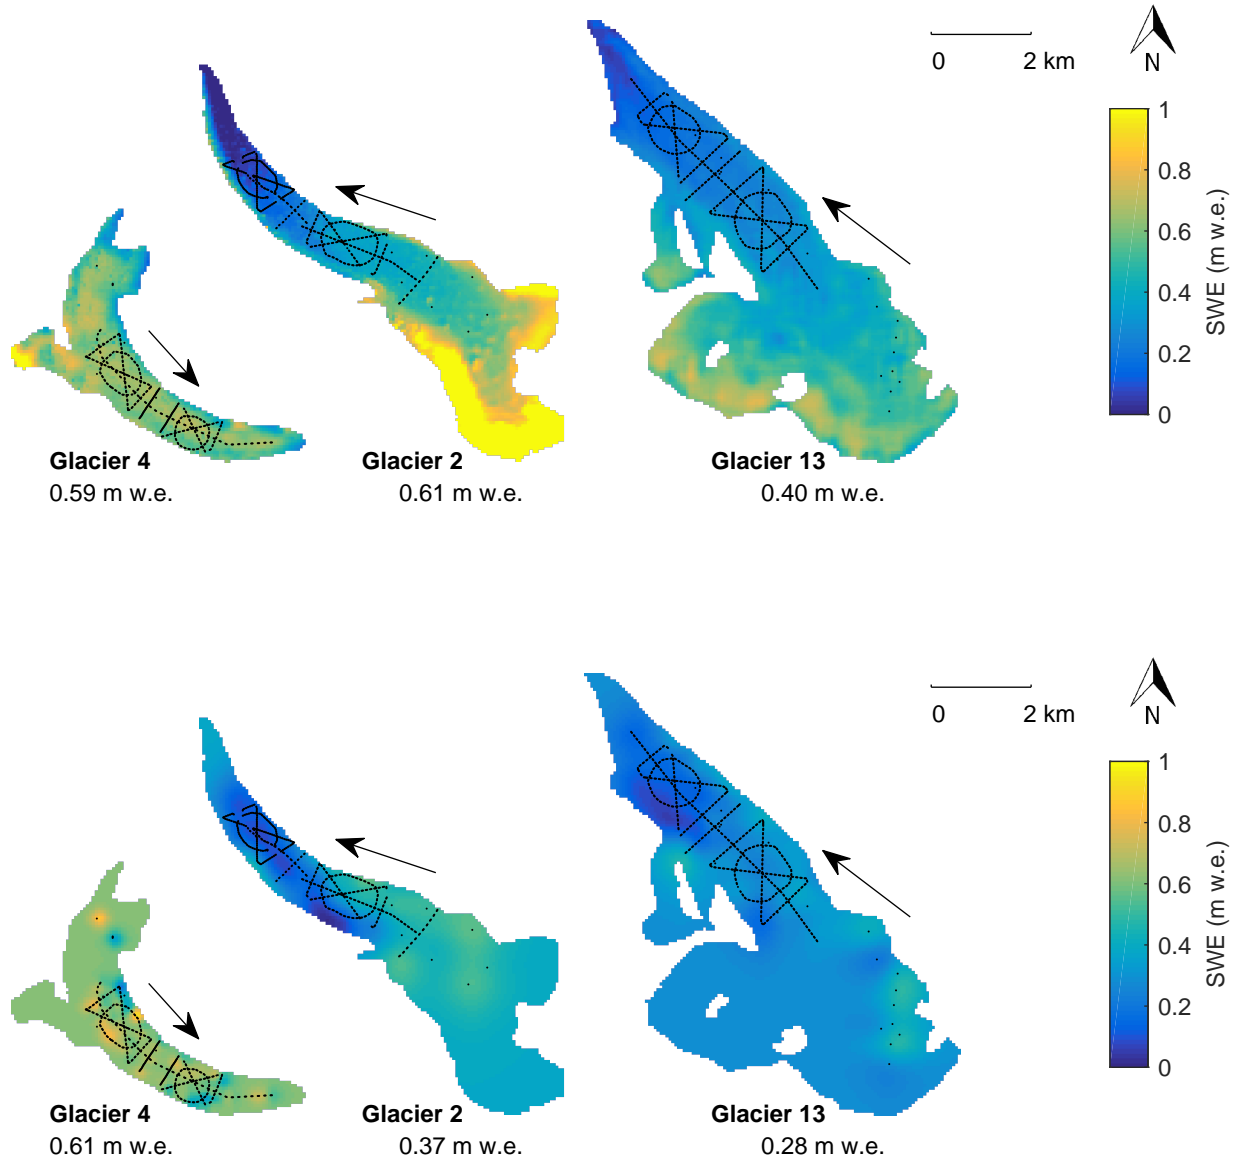 0 2 km
N
1
0.8
0.6
0.4
0.2
0
SWE (m w.e.)
Glacier 4
0.59 m w.e.
Glacier 2
0.61 m w.e.
Glacier 13
0.40 m w.e.
0 2 km
N
1
0.8
0.6
0.4
0.2
0
SWE (m w.e.)
Glacier 4
0.61 m w.e.
Glacier 2
0.37 m w.e.
Glacier 13
0.28 m w.e.